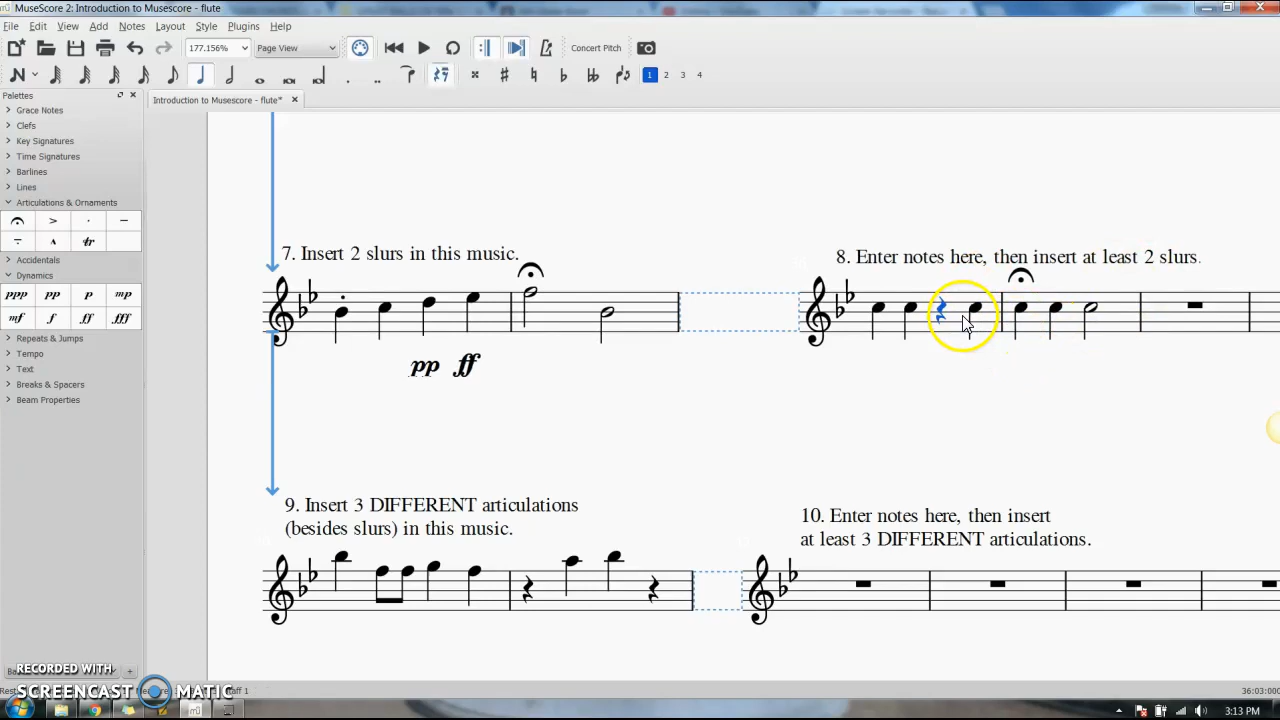 MuseScore 2: Introduction to Musescore - flute
File Edit View Add Notes Layout Style Plugins Help
177.156% Page View Concert Pitch
1 2 3 4
Palettes
Introduction to Musescore - flute*
Grace Notes
Clefs
Key Signatures
Time Signatures
Barlines
Lines
Articulations & Ornaments
tr
Accidentals
Dynamics
ppp pp p mp
mf f ff fff
Repeats & Jumps
Tempo
Text
Breaks & Spacers
Beam Properties
7. Insert 2 slurs in this music.
8. Enter notes here, then insert at least 2 slurs.
pp ff
9. Insert 3 DIFFERENT articulations
(besides slurs) in this music.
10. Enter notes here, then insert
at least 3 DIFFERENT articulations.
RECORDED WITH
SCREENCAST MATIC
36:03:000
3:13 PM